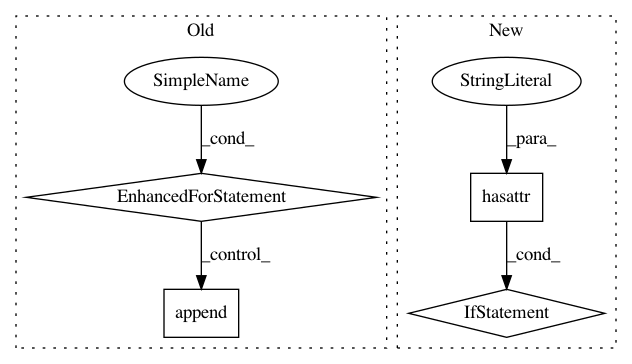 Old
SimpleName
_cond_
EnhancedForStatement
_control_
append
New
StringLiteral
_para_
hasattr
_cond_
IfStatement